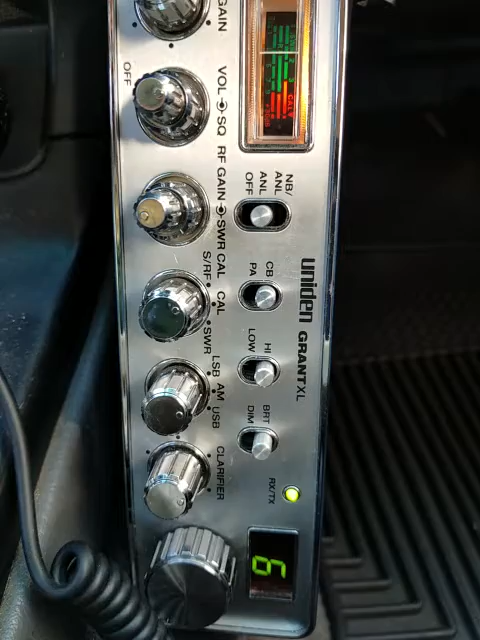 GAIN
OFF
VOL SQ
RF GAIN SWR CAL
S/RF CAL SWR
LSB AM USB
CLARIFIER
NB/
ANL ANL OFF
CB
PA
HI
LOW
BRT
DIM
RX/TX
uniden GRANT XL
CAL
6